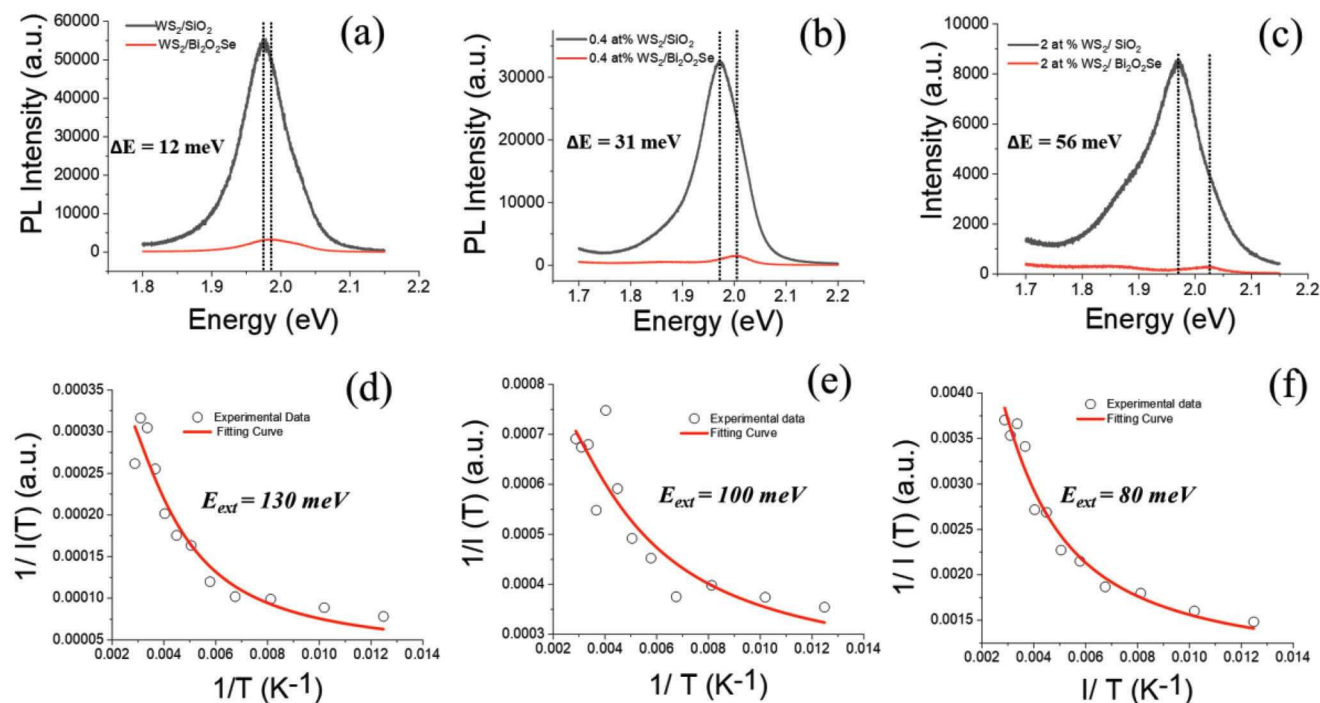 (a)
WS₂/SiO₂
WS₂/Bi₂O₂Se
ΔE = 12 meV
PL Intensity (a.u.)
60000
50000
40000
30000
20000
10000
0
1.8
1.9
2.0
2.1
2.2
Energy (eV)
(b)
0.4 at% WS₂/SiO₂
0.4 at% WS₂/Bi₂O₂Se
ΔE = 31 meV
PL Intensity (a.u.)
30000
20000
10000
0
1.7
1.8
1.9
2.0
2.1
2.2
Energy (eV)
(c)
2 at % WS₂/ SiO₂
2 at % WS₂/ Bi₂O₂Se
ΔE = 56 meV
Intensity (a.u.)
10000
8000
6000
4000
2000
0
1.7
1.8
1.9
2.0
2.1
2.2
Energy (eV)
(d)
Experimental Data
Fitting Curve
E_ext = 130 meV
1/ I(T) (a.u.)
0.00035
0.00030
0.00025
0.00020
0.00015
0.00010
0.00005
0.002
0.004
0.006
0.008
0.010
0.012
0.014
1/T (K⁻¹)
(e)
Experimental data
Fitting Curve
E_ext = 100 meV
1/I (T) (a.u.)
0.0008
0.0007
0.0006
0.0005
0.0004
0.0003
0.002
0.004
0.006
0.008
0.010
0.012
0.014
1/ T (K⁻¹)
(f)
Experimental data
Fitting Curve
E_ext = 80 meV
1/ I (T) (a.u.)
0.0040
0.0035
0.0030
0.0025
0.0020
0.0015
0.002
0.004
0.006
0.008
0.010
0.012
0.014
I/ T (K⁻¹)